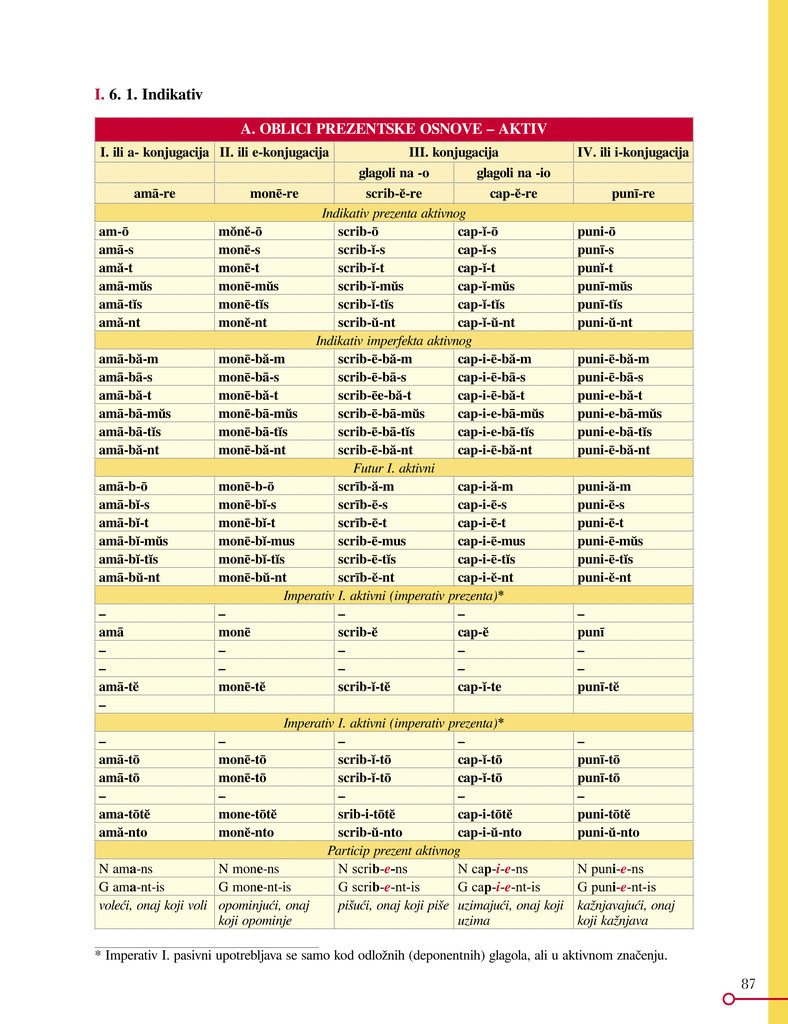 I. 6. 1. Indikativ
A. OBLICI PREZENTSKE OSNOVE – AKTIV
I. ili a- konjugacija II. ili e-konjugacija III. konjugacija IV. ili i-konjugacija
glagoli na -o glagoli na -io
amā-re monē-re scrib-ĕ-re cap-ĕ-re punī-re
Indikativ prezenta aktivnog
am-ō mŏnĕ-ō scrib-ō cap-ĭ-ō puni-ō
amā-s monē-s scrib-ĭ-s cap-ĭ-s punī-s
amă-t monē-t scrib-ĭ-t cap-ĭ-t punĭ-t
amā-mŭs monē-mŭs scrib-ĭ-mŭs cap-ĭ-mŭs punī-mŭs
amā-tĭs monē-tĭs scrib-ĭ-tĭs cap-ĭ-tĭs punī-tĭs
amă-nt monĕ-nt scrib-ŭ-nt cap-ĭ-ŭ-nt puni-ŭ-nt
Indikativ imperfekta aktivnog
amā-bă-m monē-bă-m scrib-ē-bă-m cap-i-ē-bă-m puni-ē-bă-m
amā-bā-s monē-bā-s scrib-ē-bā-s cap-i-ē-bā-s puni-ē-bā-s
amā-bă-t monē-bă-t scrib-ēe-bă-t cap-i-ē-bă-t puni-e-bă-t
amā-bā-mŭs monē-bā-mŭs scrib-ē-bā-mŭs cap-i-e-bā-mŭs puni-e-bā-mŭs
amā-bā-tĭs monē-bā-tĭs scrib-ē-bā-tĭs cap-i-e-bā-tĭs puni-e-bā-tĭs
amā-bă-nt monē-bă-nt scrib-ē-bă-nt cap-i-ē-bă-nt puni-ē-bă-nt
Futur I. aktivni
amā-b-ō monē-b-ō scrīb-ă-m cap-i-ă-m puni-ă-m
amā-bĭ-s monē-bĭ-s scrīb-ē-s cap-i-ē-s puni-ē-s
amā-bĭ-t monē-bĭ-t scrīb-ē-t cap-i-ē-t puni-ē-t
amā-bĭ-mŭs monē-bĭ-mus scrib-ē-mus cap-i-ē-mus puni-ē-mŭs
amā-bĭ-tĭs monē-bĭ-tĭs scrib-ē-tĭs cap-i-ē-tĭs puni-ē-tĭs
amā-bŭ-nt monē-bŭ-nt scrīb-ĕ-nt cap-i-ĕ-nt puni-ĕ-nt
Imperativ I. aktivni (imperativ prezenta)*
– – – – –
amā monē scrib-ĕ cap-ĕ punī
– – – – –
– – – – –
amā-tĕ monē-tĕ scrib-ĭ-tĕ cap-ĭ-te punī-tĕ
–
Imperativ I. aktivni (imperativ prezenta)*
– – – – –
amā-tō monē-tō scrib-ĭ-tō cap-ĭ-tō punī-tō
amā-tō monē-tō scrib-ĭ-tō cap-ĭ-tō punī-tō
– – – – –
ama-tōtĕ mone-tōtĕ srib-i-tōtĕ cap-i-tōtĕ puni-tōtĕ
amă-nto monĕ-nto scrib-ŭ-nto cap-i-ŭ-nto puni-ŭ-nto
Particip prezent aktivnog
N ama-ns N mone-ns N scrib-e-ns N cap-i-e-ns N puni-e-ns
G ama-nt-is G mone-nt-is G scrib-e-nt-is G cap-i-e-nt-is G puni-e-nt-is
voleći, onaj koji voli opominjući, onaj pišući, onaj koji piše uzimajući, onaj koji kažnjavajući, onaj
koji opominje uzima koji kažnjava
* Imperativ I. pasivni upotrebljava se samo kod odložnih (deponentnih) glagola, ali u aktivnom značenju.
87